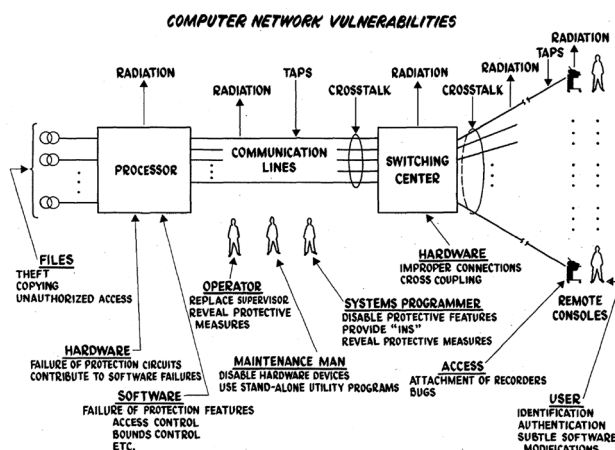 COMPUTER NETWORK VULNERABILITIES
RADIATION
TAPS
RADIATION
RADIATION
TAPS
RADIATION
RADIATION
CROSSTALK
CROSSTALK
PROCESSOR
COMMUNICATION
LINES
SWITCHING
CENTER
FILES
THEFT
COPYING
UNAUTHORIZED ACCESS
OPERATOR
REPLACE SUPERVISOR
REVEAL PROTECTIVE
MEASURES
HARDWARE
IMPROPER CONNECTIONS
CROSS COUPLING
SYSTEMS PROGRAMMER
DISABLE PROTECTIVE FEATURES
PROVIDE "INS"
REVEAL PROTECTIVE MEASURES
REMOTE
CONSOLES
HARDWARE
FAILURE OF PROTECTION CIRCUITS
CONTRIBUTE TO SOFTWARE FAILURES
MAINTENANCE MAN
DISABLE HARDWARE DEVICES
USE STAND-ALONE UTILITY PROGRAMS
ACCESS
ATTACHMENT OF RECORDERS
BUGS
SOFTWARE
FAILURE OF PROTECTION FEATURES
ACCESS CONTROL
BOUNDS CONTROL
ETC.
USER
IDENTIFICATION
AUTHENTICATION
SUBTLE SOFTWARE
MODIFICATIONS